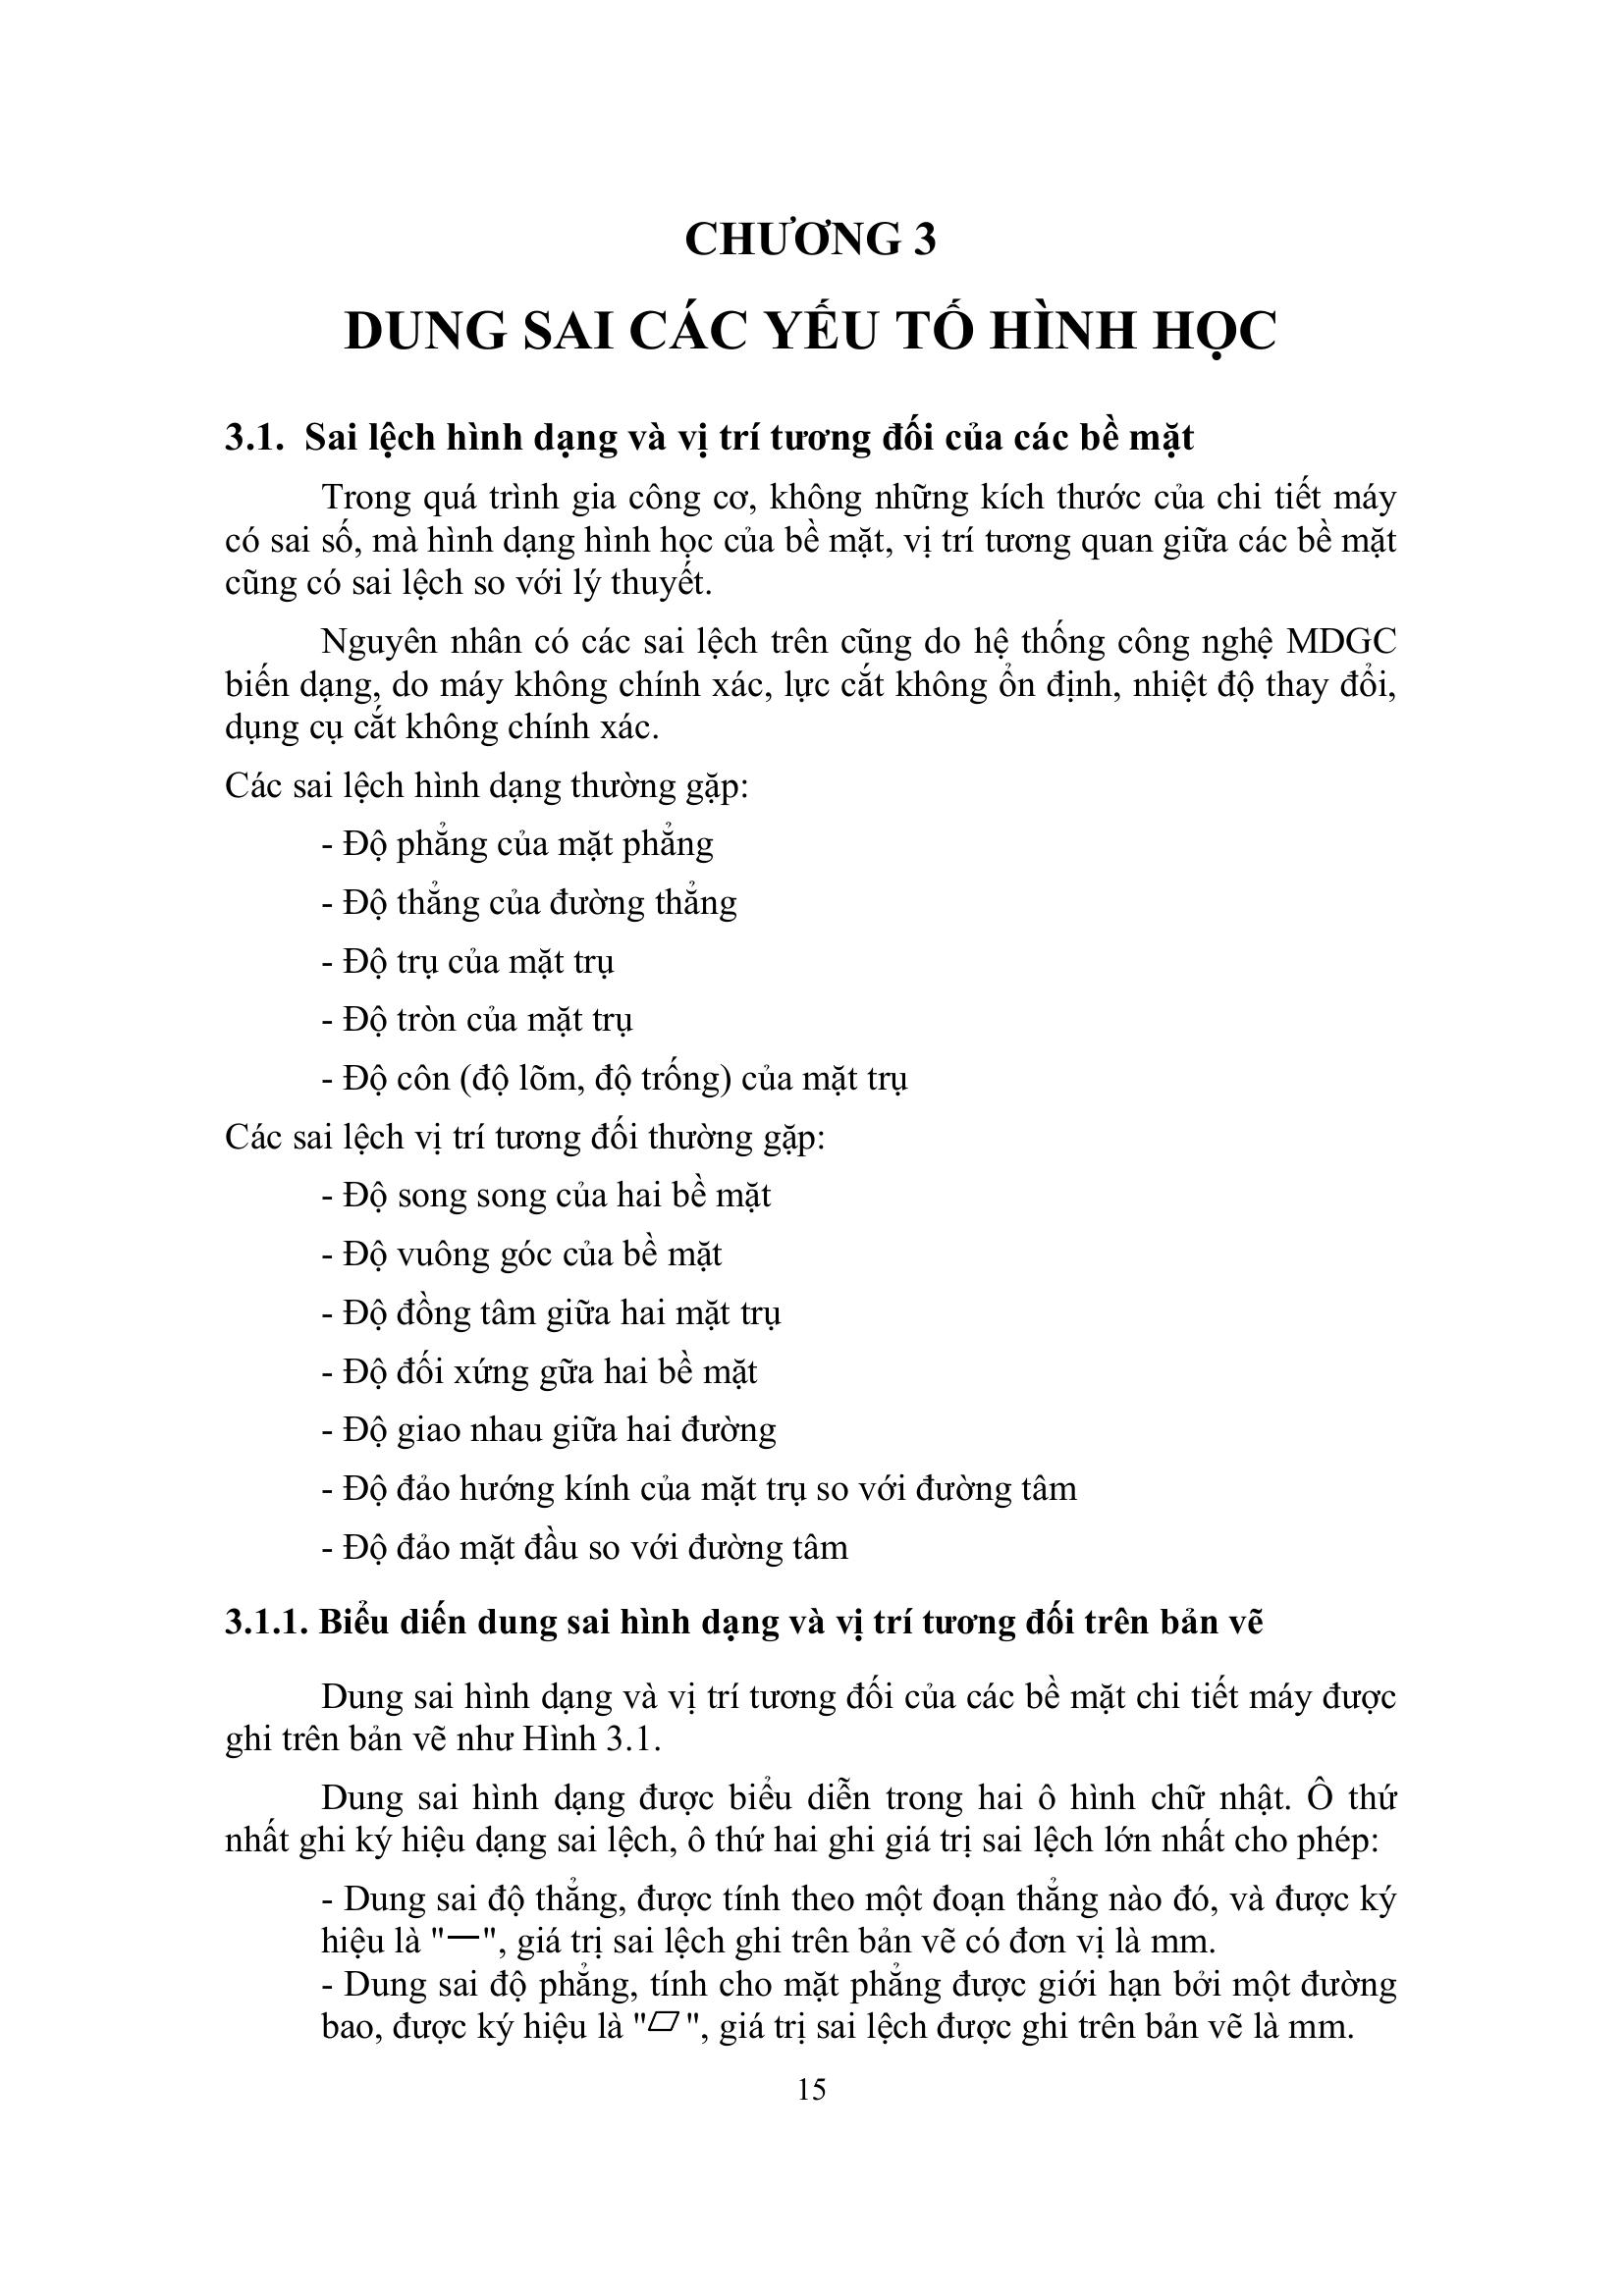 CHƯƠNG 3
DUNG SAI CÁC YẾU TỐ HÌNH HỌC
3.1. Sai lệch hình dạng và vị trí tương đối của các bề mặt
Trong quá trình gia công cơ, không những kích thước của chi tiết máy
có sai số, mà hình dạng hình học của bề mặt, vị trí tương quan giữa các bề mặt
cũng có sai lệch so với lý thuyết.
Nguyên nhân có các sai lệch trên cũng do hệ thống công nghệ MDGC
biến dạng, do máy không chính xác, lực cắt không ổn định, nhiệt độ thay đổi,
dụng cụ cắt không chính xác.
Các sai lệch hình dạng thường gặp:
- Độ phẳng của mặt phẳng
- Độ thẳng của đường thẳng
- Độ trụ của mặt trụ
- Độ tròn của mặt trụ
- Độ côn (độ lõm, độ trống) của mặt trụ
Các sai lệch vị trí tương đối thường gặp:
- Độ song song của hai bề mặt
- Độ vuông góc của bề mặt
- Độ đồng tâm giữa hai mặt trụ
- Độ đối xứng gữa hai bề mặt
- Độ giao nhau giữa hai đường
- Độ đảo hướng kính của mặt trụ so với đường tâm
- Độ đảo mặt đầu so với đường tâm
3.1.1. Biểu diến dung sai hình dạng và vị trí tương đối trên bản vẽ
Dung sai hình dạng và vị trí tương đối của các bề mặt chi tiết máy được
ghi trên bản vẽ như Hình 3.1.
Dung sai hình dạng được biểu diễn trong hai ô hình chữ nhật. Ô thứ
nhất ghi ký hiệu dạng sai lệch, ô thứ hai ghi giá trị sai lệch lớn nhất cho phép:
- Dung sai độ thẳng, được tính theo một đoạn thẳng nào đó, và được ký
hiệu là "—", giá trị sai lệch ghi trên bản vẽ có đơn vị là mm.
- Dung sai độ phẳng, tính cho mặt phẳng được giới hạn bởi một đường
bao, được ký hiệu là "▱", giá trị sai lệch được ghi trên bản vẽ là mm.
15